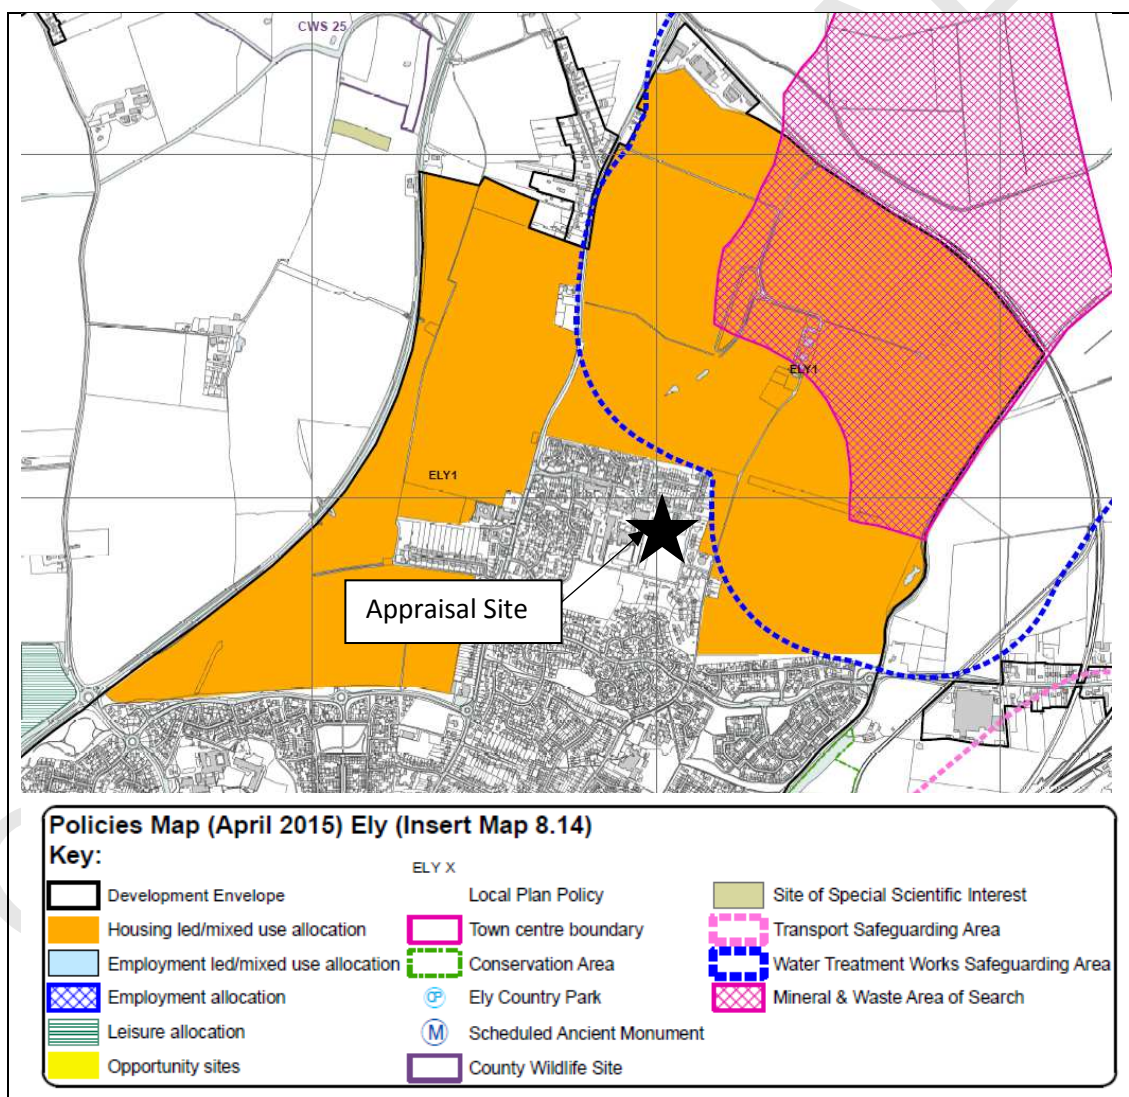 CWS 25
ELY1
ELY1
Appraisal Site
Policies Map (April 2015) Ely (Insert Map 8.14)
Key:
Development Envelope
Housing led/mixed use allocation
Employment led/mixed use allocation
Employment allocation
Leisure allocation
Opportunity sites
ELY X
Local Plan Policy
Town centre boundary
Conservation Area
CP
Ely Country Park
M
Scheduled Ancient Monument
County Wildlife Site
Site of Special Scientific Interest
Transport Safeguarding Area
Water Treatment Works Safeguarding Area
Mineral & Waste Area of Search